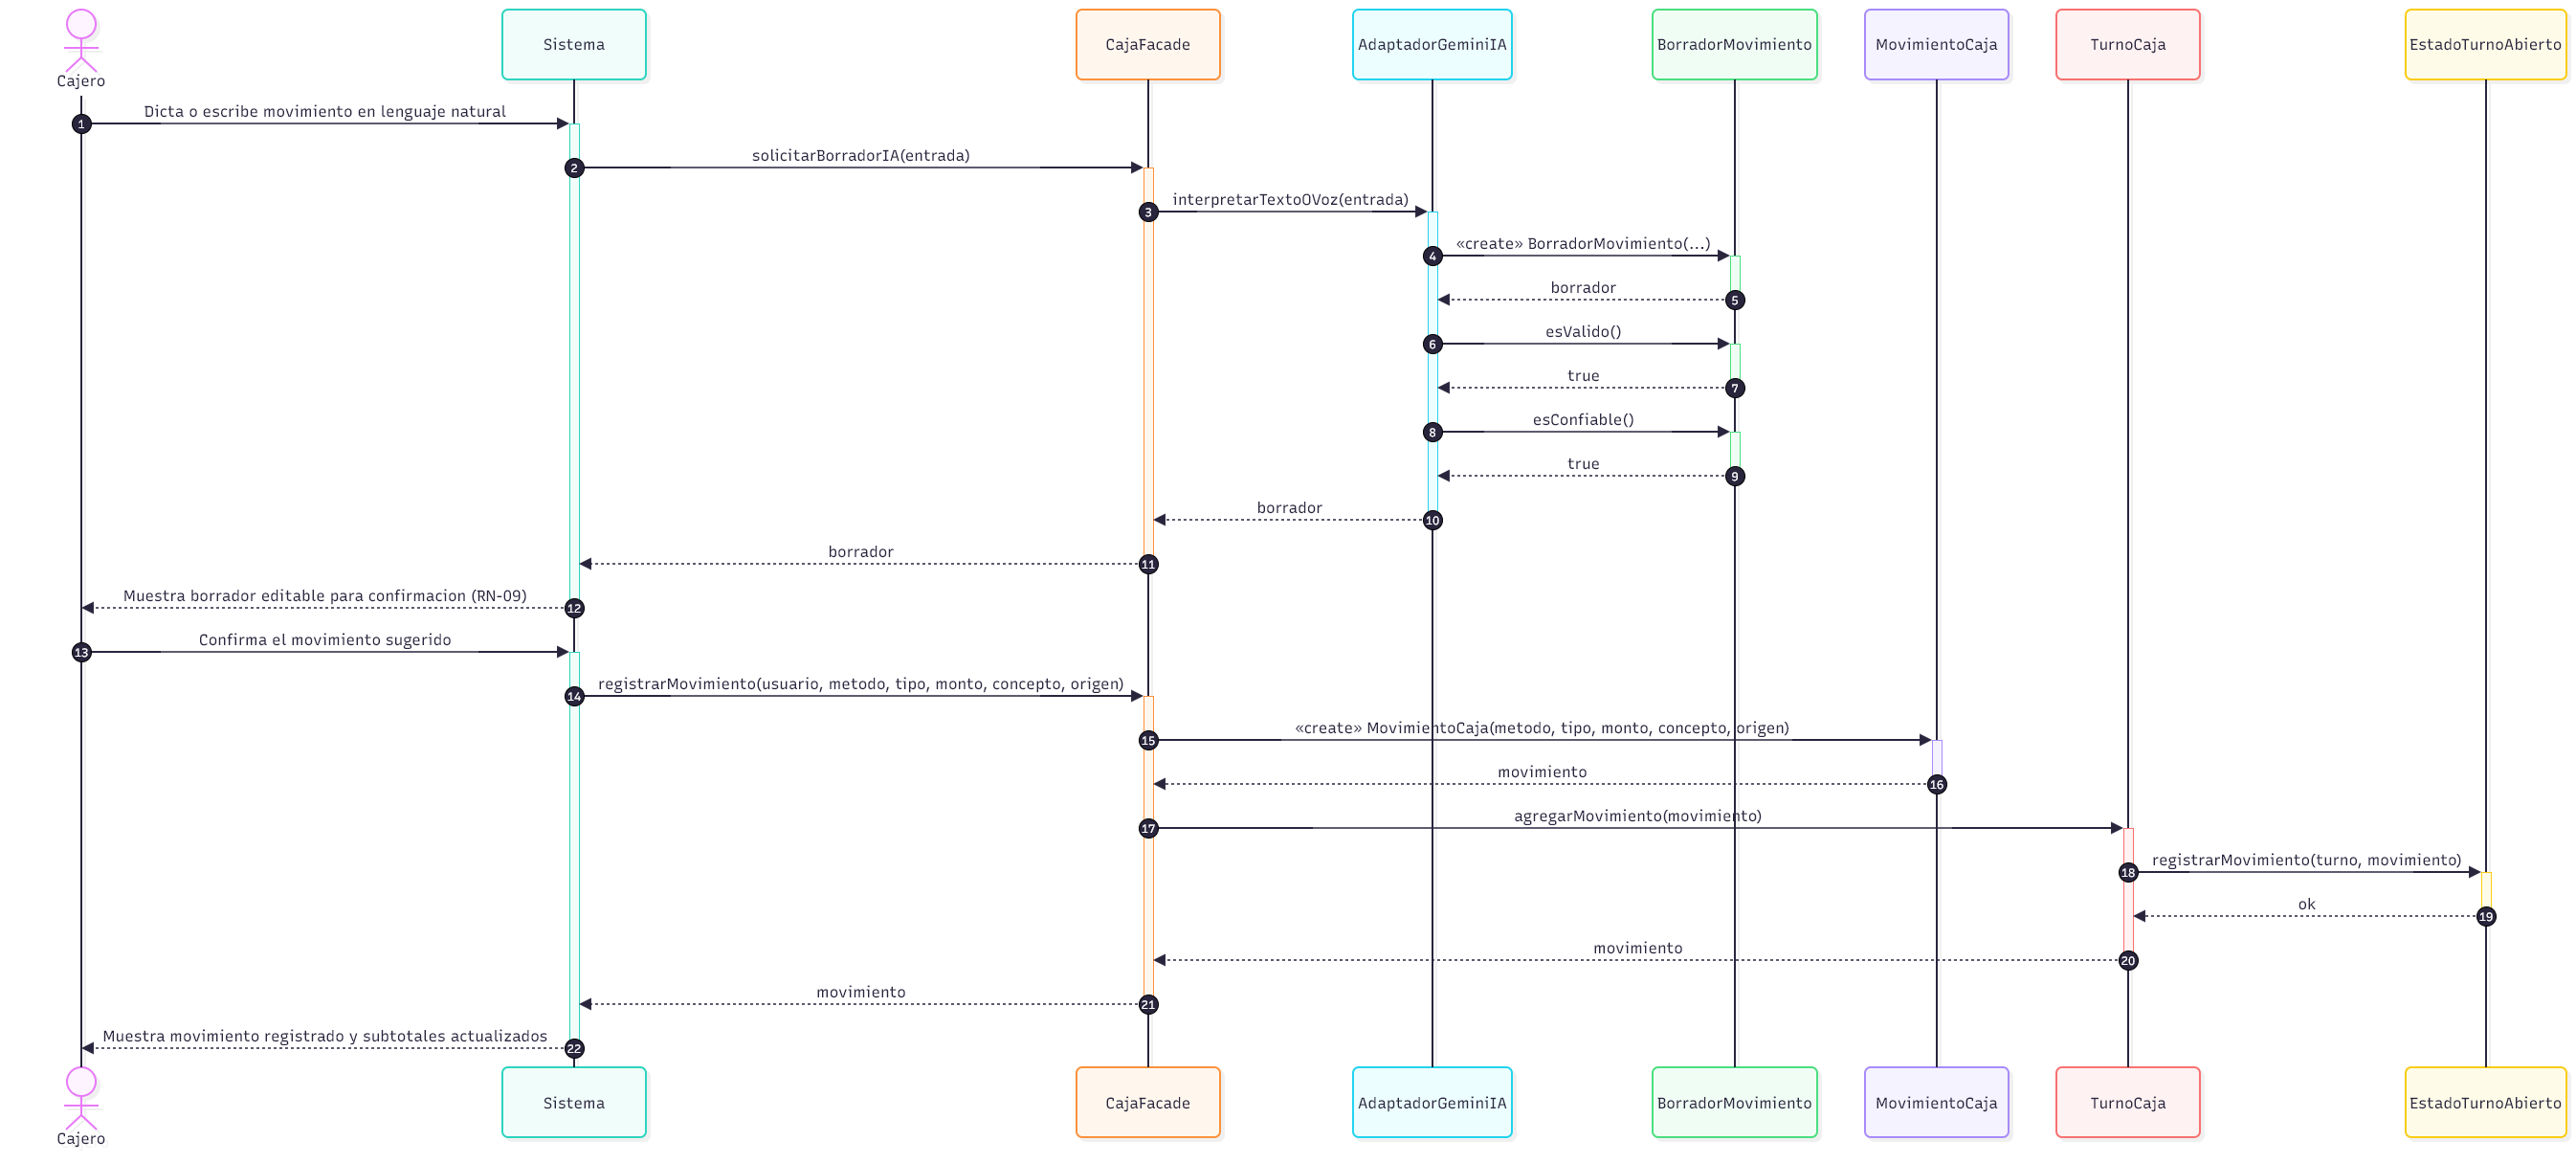 Cajero
Sistema
CajaFacade
AdaptadorGeminiIA
BorradorMovimiento
MovimientoCaja
TurnoCaja
EstadoTurnoAbierto
1 Dicta o escribe movimiento en lenguaje natural
2 solicitarBorradorIA(entrada)
3 interpretarTextoOVoz(entrada)
4 «create» BorradorMovimiento(...)
borrador 5
6 esValido()
true 7
8 esConfiable()
true 9
borrador 10
borrador 11
Muestra borrador editable para confirmacion (RN-09) 12
13 Confirma el movimiento sugerido
14 registrarMovimiento(usuario, metodo, tipo, monto, concepto, origen)
15 «create» MovimientoCaja(metodo, tipo, monto, concepto, origen)
movimiento 16
17 agregarMovimiento(movimiento)
18 registrarMovimiento(turno, movimiento)
ok 19
movimiento 20
movimiento 21
Muestra movimiento registrado y subtotales actualizados 22
Cajero
Sistema
CajaFacade
AdaptadorGeminiIA
BorradorMovimiento
MovimientoCaja
TurnoCaja
EstadoTurnoAbierto